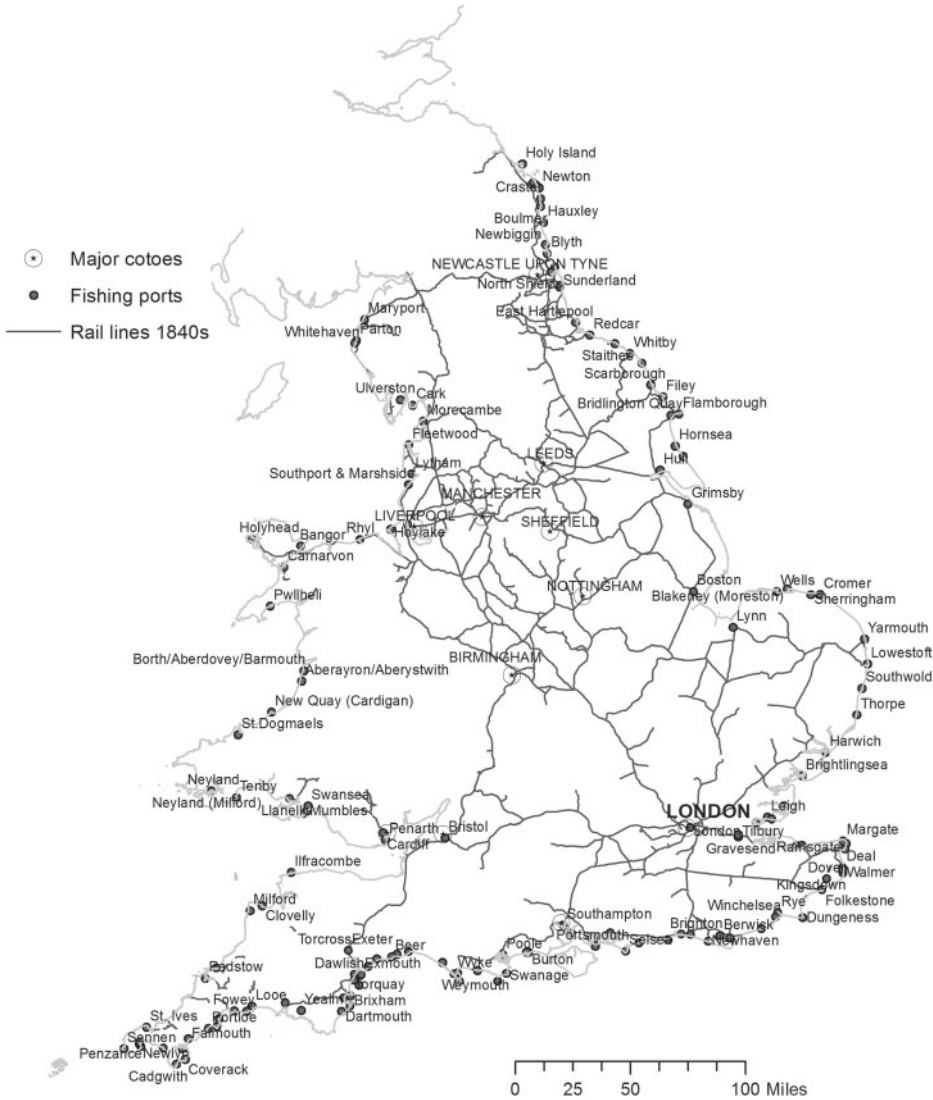 Holy Island
Newton
Craster
Hauxley
Boulmer
Newbiggin
Blyth
Major cotoes
NEWCASTLE UPON TYNE
North Shields
Sunderland
Fishing ports
Maryport
East Hartlepool
Redcar
Rail lines 1840s
Whitehaven
Parton
Whitby
Staithes
Scarborough
Ulverston
Cark
Filey
Morecambe
Bridlington Quay
Flamborough
Fleetwood
Hornsea
LEEDS
Lytham
Hull
Southport & Marshside
MANCHESTER
Grimsby
LIVERPOOL
SHEFFIELD
Holyhead
Bangor
Rhyl
Hoylake
Carnarvon
NOTTINGHAM
Boston
Wells
Cromer
Blakeney (Moreston)
Sherringham
Pwllheli
Lynn
Yarmouth
BIRMINGHAM
Borth/Aberdovey/Barmouth
Lowestoft
Aberayron/Aberystwith
Southwold
New Quay (Cardigan)
Thorpe
St.Dogmaels
Harwich
Brightlingsea
Neyland
Tenby
Swansea
Neyland (Milford)
Llanelli
Mumbles
Leigh
LONDON
Penarth
Bristol
London
Tilbury
Margate
Cardiff
Gravesend
Ramsgate
Deal
Ilfracombe
Dover
Walmer
Kingsdown
Milford
Winchelsea
Rye
Folkestone
Clovelly
Southampton
Dungeness
Brighton
Berwick
Torcross
Exeter
Beer
Portsmouth
Selsea
Newhaven
Poole
Padstow
Dawlish
Exmouth
Wyke
Burton
Swanage
Torquay
Weymouth
Looe
Yealm
Brixham
Fowey
Dartmouth
St. Ives
Portloe
Falmouth
Sennen
Penzance
Newlyn
Coverack
Cadgwith
0 25 50 100 Miles